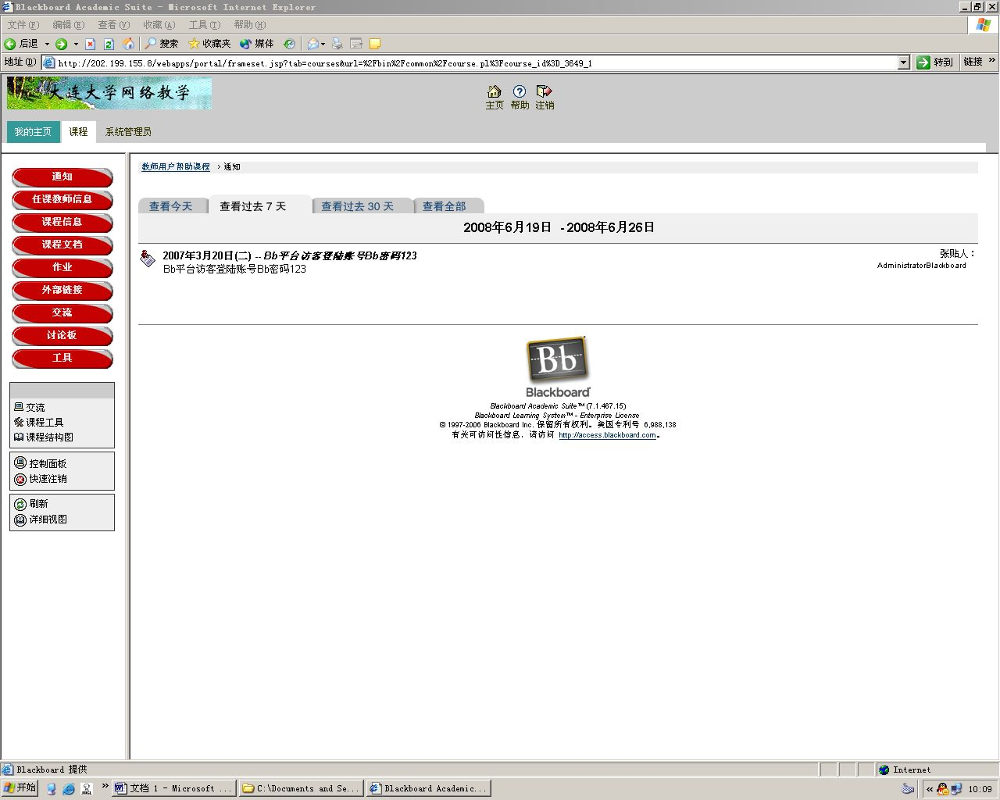 Blackboard Academic Suite - Microsoft Internet Explorer
文件(F) 编辑(E) 查看(V) 收藏(A) 工具(T) 帮助(H)
后退 搜索 收藏夹 媒体
地址(D) http://202.199.155.8/webapps/portal/frameset.jsp?tab=courses&url=%2Fbin%2Fcommon%2Fcourse.pl%3Fcourse_id%3D_3649_1 转到 链接 »
大连大学网络教学
主页 帮助 注销
我的主页 课程 系统管理员
通知
任课教师信息
课程信息
课程文档
作业
外部链接
交流
讨论板
工具
交流
课程工具
课程结构图
控制面板
快速注销
刷新
详细视图
教师用户帮助课程 > 通知
查看今天 查看过去 7 天 查看过去 30 天 查看全部
2008年6月19日 - 2008年6月26日
2007年3月20日(二) -- Bb平台访客登陆账号Bb密码123
Bb平台访客登陆账号Bb密码123
张贴人：
AdministratorBlackboard
Bb
Blackboard
Blackboard Academic Suite™ (7.1.467.15)
Blackboard Learning System™ - Enterprise License
© 1997-2006 Blackboard Inc. 保留所有权利。美国专利号 6,988,138
有关可访问性信息，请访问 http://access.blackboard.com。
Blackboard 提供 Internet
开始 » 文档 1 - Microsoft ... C:\Documents and Se... Blackboard Academic... « 10:09